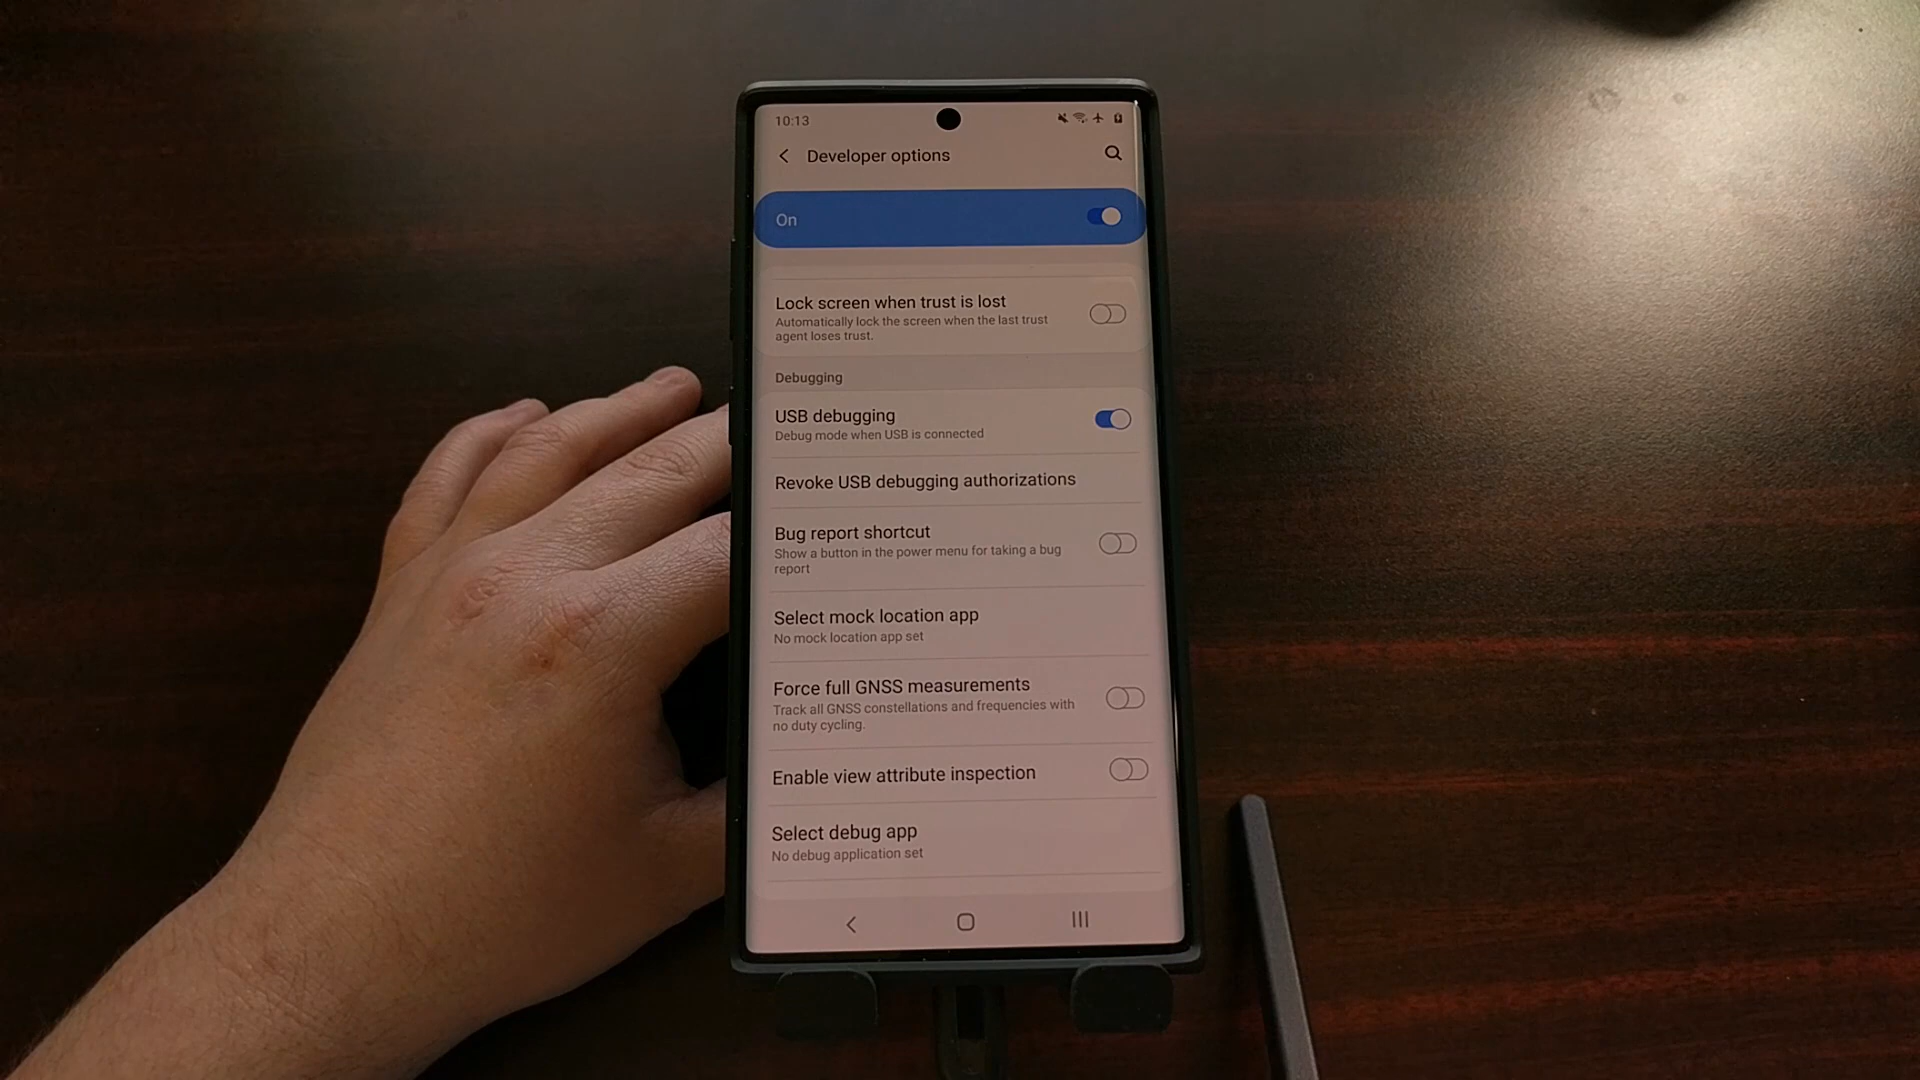 10:13
Developer options
On
Lock screen when trust is lost
Automatically lock the screen when the last trust
agent loses trust.
Debugging
USB debugging
Debug mode when USB is connected
Revoke USB debugging authorizations
Bug report shortcut
Show a button in the power menu for taking a bug
report
Select mock location app
No mock location app set
Force full GNSS measurements
Track all GNSS constellations and frequencies with
no duty cycling.
Enable view attribute inspection
Select debug app
No debug application set